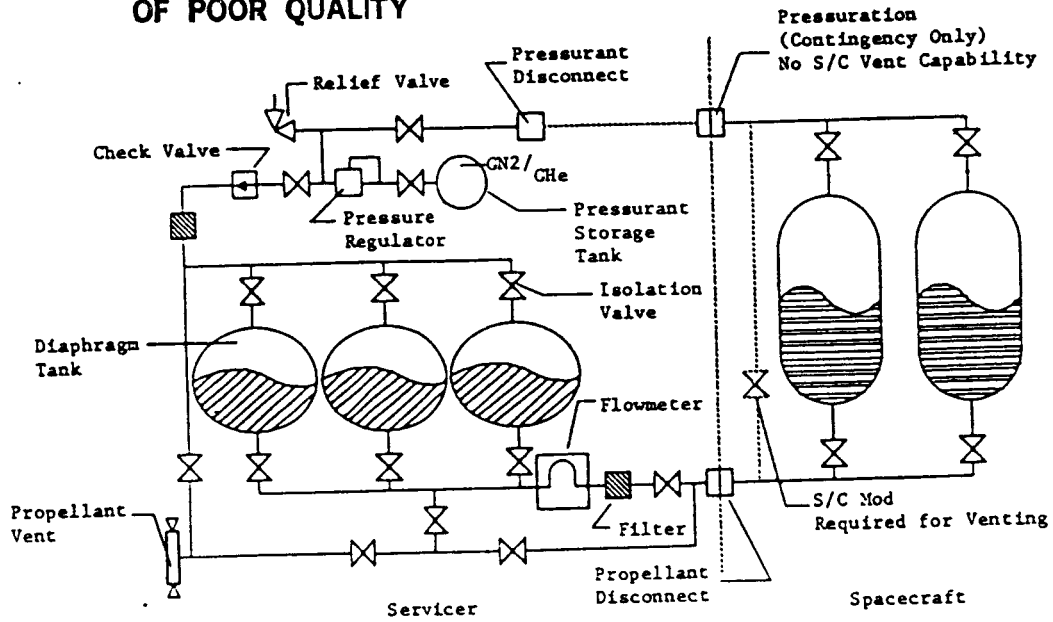 OF POOR QUALITY
Pressuration
(Contingency Only)
No S/C Vent Capability
Pressurant
Disconnect
Relief Valve
Check Valve
GN2/
GHe
Pressure
Regulator
Pressurant
Storage
Tank
Isolation
Valve
Diaphragm
Tank
Flowmeter
Propellant
Vent
Filter
S/C Mod
Required for Venting
Propellant
Disconnect
Servicer
Spacecraft